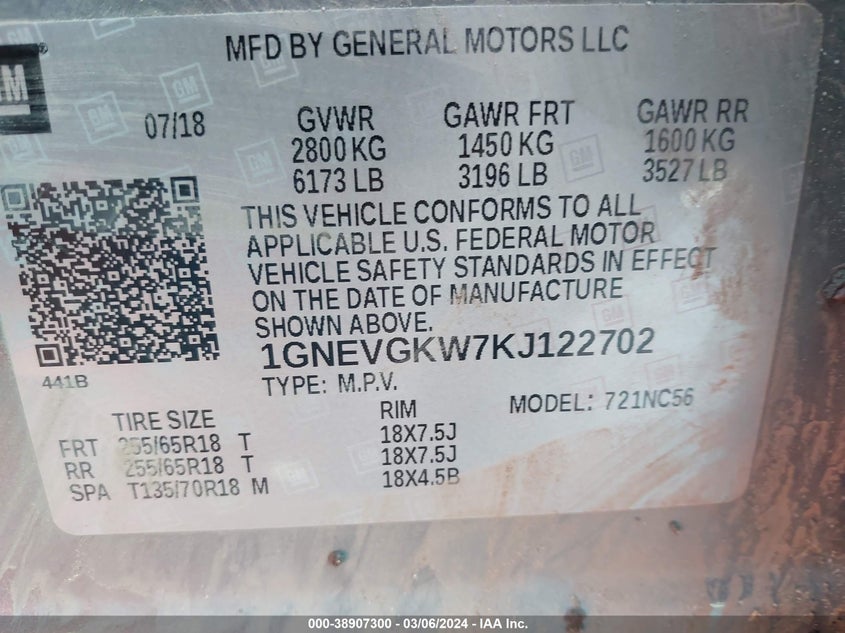 MFD BY GENERAL MOTORS LLC
GM
07/18
GVWR GAWR FRT GAWR RR
2800 KG 1450 KG 1600 KG
6173 LB 3196 LB 3527 LB
THIS VEHICLE CONFORMS TO ALL
APPLICABLE U.S. FEDERAL MOTOR
VEHICLE SAFETY STANDARDS IN EFFECT
ON THE DATE OF MANUFACTURE
SHOWN ABOVE.
1GNEVGKW7KJ122702
441B
TYPE: M.P.V.
MODEL: 721NC56
TIRE SIZE RIM
FRT 255/65R18 T 18X7.5J
RR 255/65R18 T 18X7.5J
SPA T135/70R18 M 18X4.5B
000-38907300 - 03/06/2024 - IAA Inc.